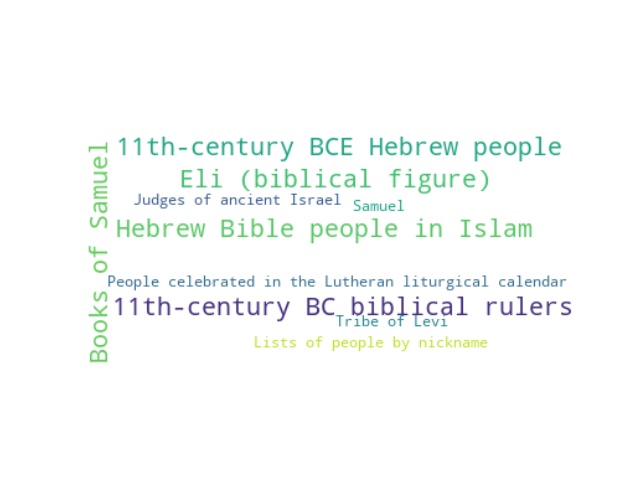 Books of Samuel
11th-century BCE Hebrew people
Eli (biblical figure)
Judges of ancient Israel
Samuel
Hebrew Bible people in Islam
People celebrated in the Lutheran liturgical calendar
11th-century BC biblical rulers
Tribe of Levi
Lists of people by nickname